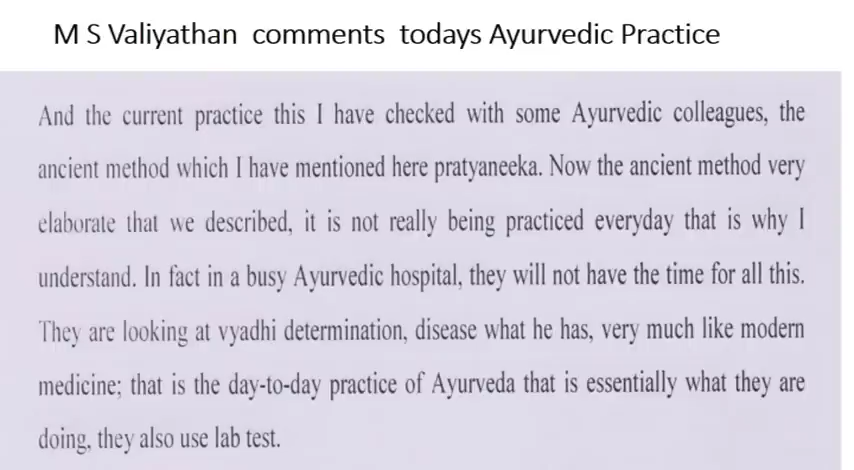 M S Valiyathan comments todays Ayurvedic Practice
And the current practice this I have checked with some Ayurvedic colleagues, the
ancient method which I have mentioned here pratyaneeka. Now the ancient method very
elaborate that we described, it is not really being practiced everyday that is why I
understand. In fact in a busy Ayurvedic hospital, they will not have the time for all this.
They are looking at vyadhi determination, disease what he has, very much like modern
medicine; that is the day-to-day practice of Ayurveda that is essentially what they are
doing, they also use lab test.